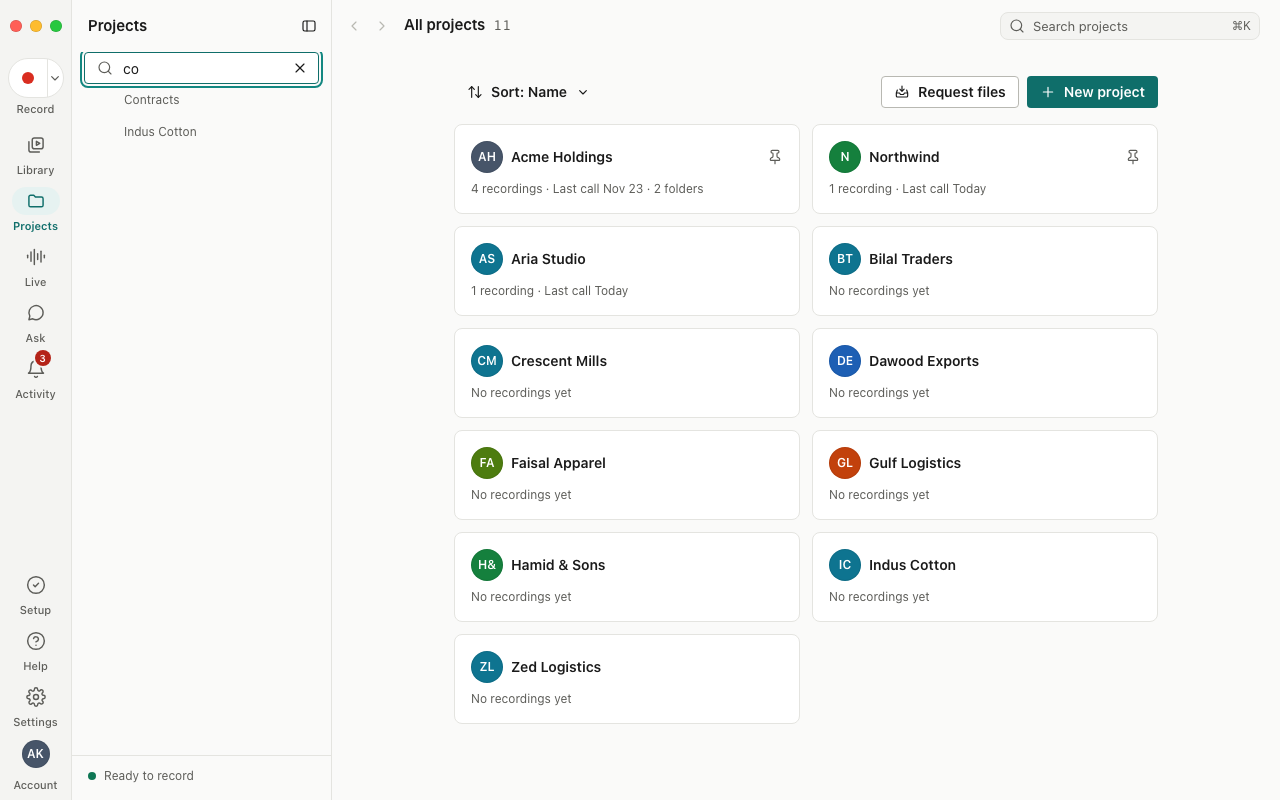 Projects
co
Contracts
Indus Cotton
Record
Library
Projects
Live
Ask
3
Activity
Setup
Help
Settings
AK
Account
Ready to record
All projects 11
Search projects ⌘K
Sort: Name
Request files
New project
AH Acme Holdings
4 recordings · Last call Nov 23 · 2 folders
N Northwind
1 recording · Last call Today
AS Aria Studio
1 recording · Last call Today
BT Bilal Traders
No recordings yet
CM Crescent Mills
No recordings yet
DE Dawood Exports
No recordings yet
FA Faisal Apparel
No recordings yet
GL Gulf Logistics
No recordings yet
H& Hamid & Sons
No recordings yet
IC Indus Cotton
No recordings yet
ZL Zed Logistics
No recordings yet